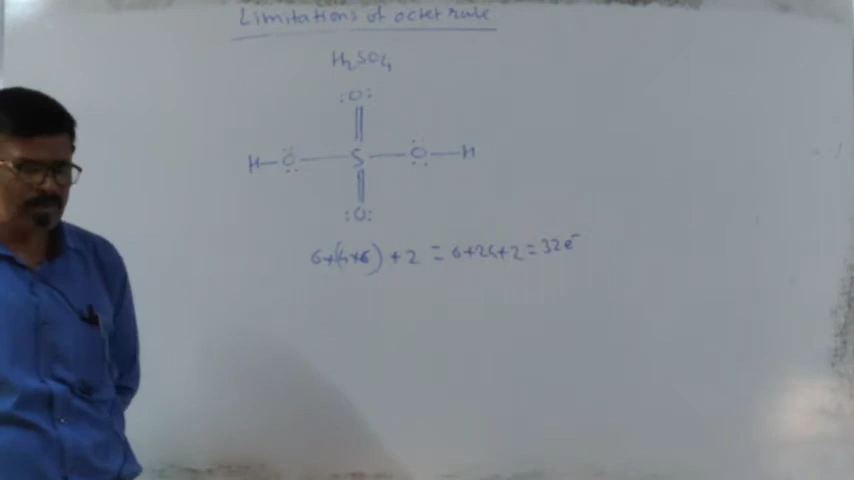 Limitations of octet rule
H₂SO₄
:O:
H–O–S–O–H
:O:
6+(4×6)+2 = 6+24+2 = 32e⁻